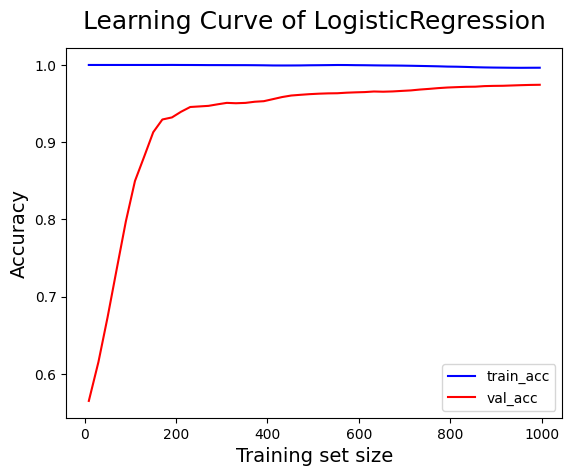 Learning Curve of LogisticRegression
1.0
0.9
0.8
0.7
0.6
Accuracy
train_acc
val_acc
0 200 400 600 800 1000
Training set size